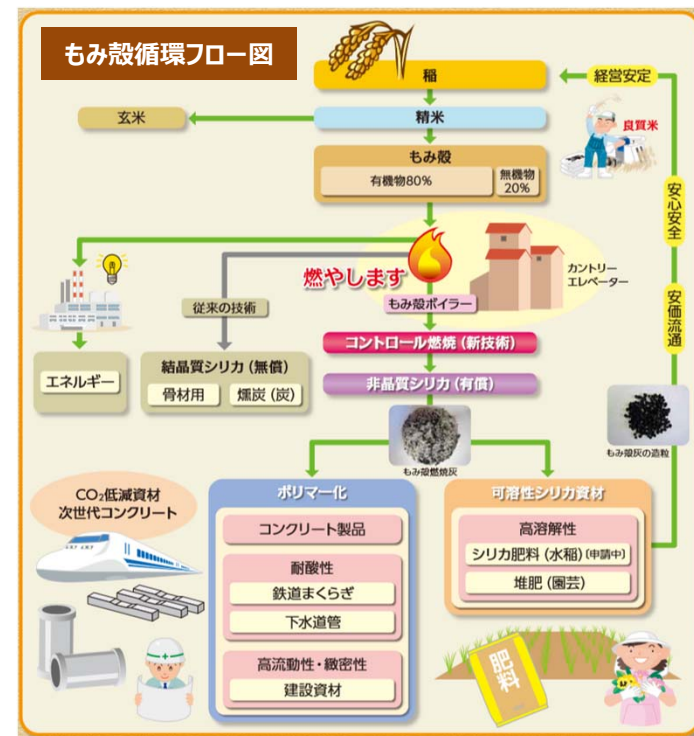 もみ殻循環フロー図
稲
経営安定
玄米
精米
良質米
もみ殻
有機物80%
無機物
20%
安心安全
燃やします
カントリー
エレベーター
従来の技術
もみ殻ボイラー
安価流通
コントロール燃焼(新技術)
エネルギー
結晶質シリカ(無償)
骨材用
燻炭(炭)
非晶質シリカ(有償)
もみ殻燃焼灰
もみ殻灰の造粒
CO₂低減資材
次世代コンクリート
ポリマー化
コンクリート製品
耐酸性
鉄道まくらぎ
下水道管
高流動性・緻密性
建設資材
可溶性シリカ資材
高溶解性
シリカ肥料(水稲)(申請中)
堆肥(園芸)
肥料